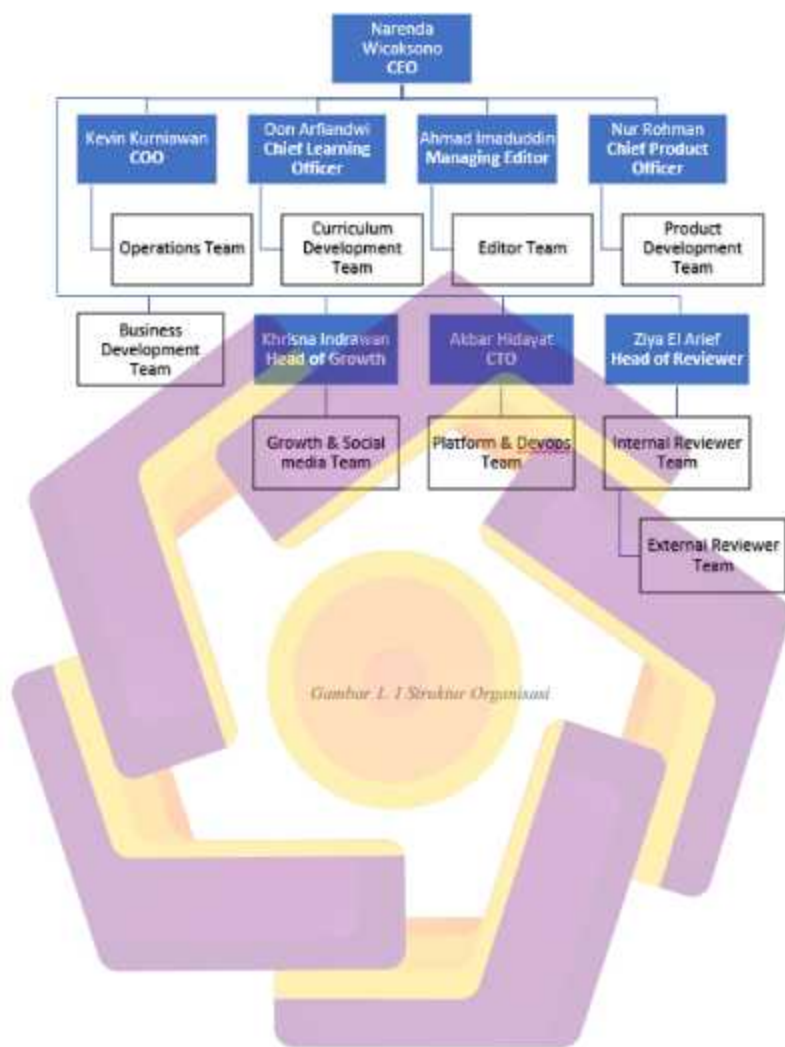 Narenda
Wicaksono
CEO
Kevin Kurniawan
COO
Oon Arfiandwi
Chief Learning
Officer
Ahmad Imaduddin
Managing Editor
Nur Rohman
Chief Product
Officer
Operations Team
Curriculum
Development
Team
Editor Team
Product
Development
Team
Business
Development
Team
Khrisna Indrawan
Head of Growth
Akbar Hidayat
CTO
Ziya El Arief
Head of Reviewer
Growth & Social
media Team
Platform & Devops
Team
Internal Reviewer
Team
External Reviewer
Team
Gambar 1. 1 Struktur Organisasi